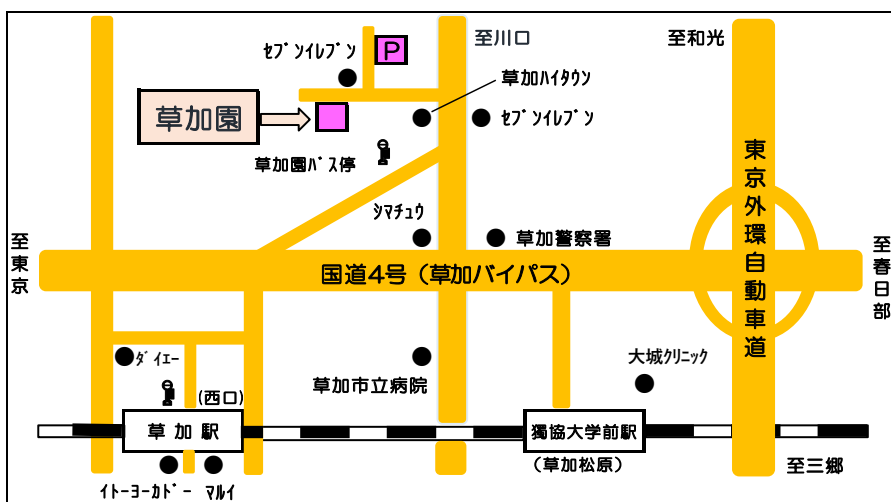 至川口
至和光
ｾﾌﾞﾝｲﾚﾌﾞﾝ
P
草加ﾊｲﾀｳﾝ
草加園
ｾﾌﾞﾝｲﾚﾌﾞﾝ
草加園ﾊﾞｽ停
東京外環自動車道
ｼﾏﾁｭｳ
草加警察署
至東京
至春日部
国道4号（草加バイパス）
ﾀﾞｲｴｰ
大城ｸﾘﾆｯｸ
(西口)
草加市立病院
草加駅
獨協大学前駅
（草加松原）
至三郷
ｲﾄｰﾖｰｶﾄﾞｰ
ﾏﾙｲ